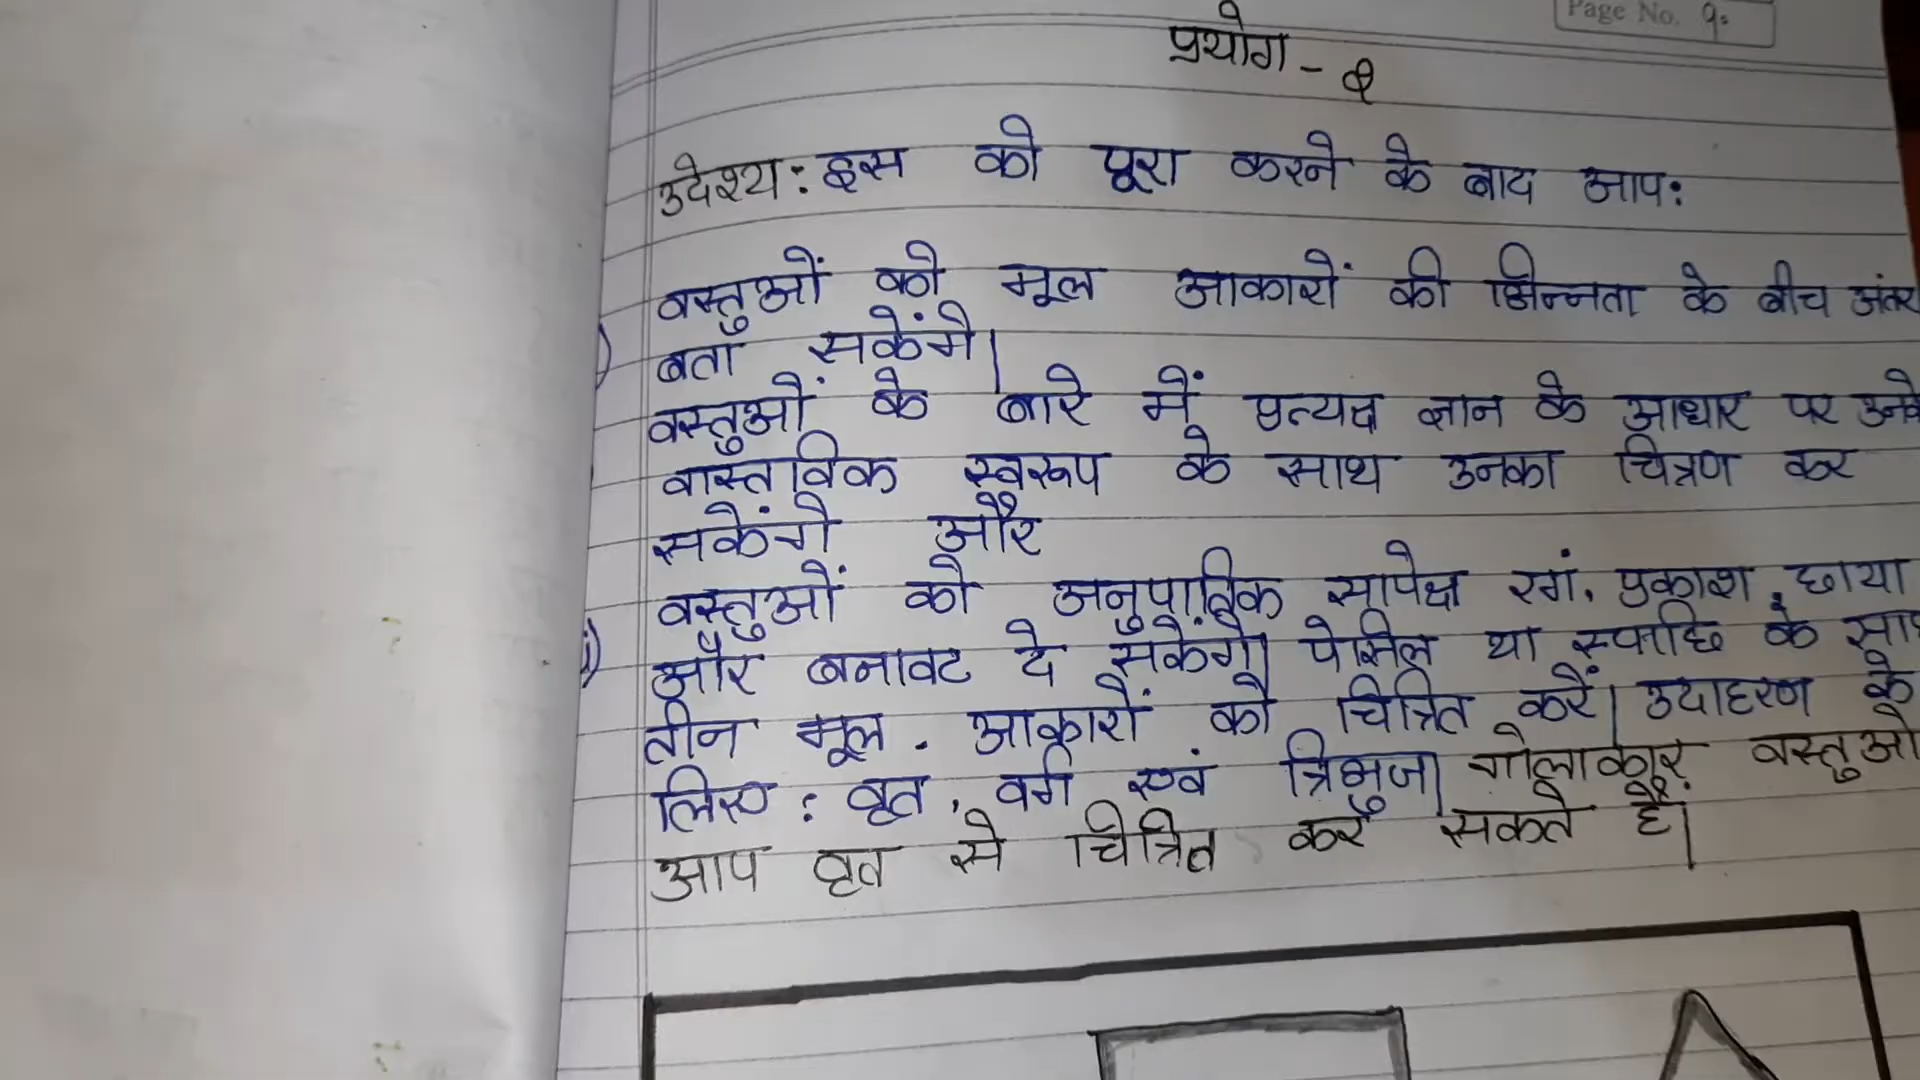 Page No. 9.
प्रयोग -
उदेश्य: इस को पूरा करने के बाद आप:
वस्तुओं को मूल आकारों की भिन्नता के बीच अंतर
बता सकेंगे।
वस्तुओं के बारे में प्रत्यक्ष ज्ञान के आधार पर उनके
वास्तविक स्वरूप के साथ उनका चित्रण कर
सकेंगे और
वस्तुओं को अनुपातिक सापेक्ष रगं. प्रकाश, छाया
और बनावट दे सकेंगे। पेंसिल या के साथ
तीन मूल . आकारों को चित्रित करें। उदाहरण के
लिए : वृत, वर्ग एवं त्रिभुज। गोलाकार वस्तुओ
आप वृत से चित्रित कर सकते है।